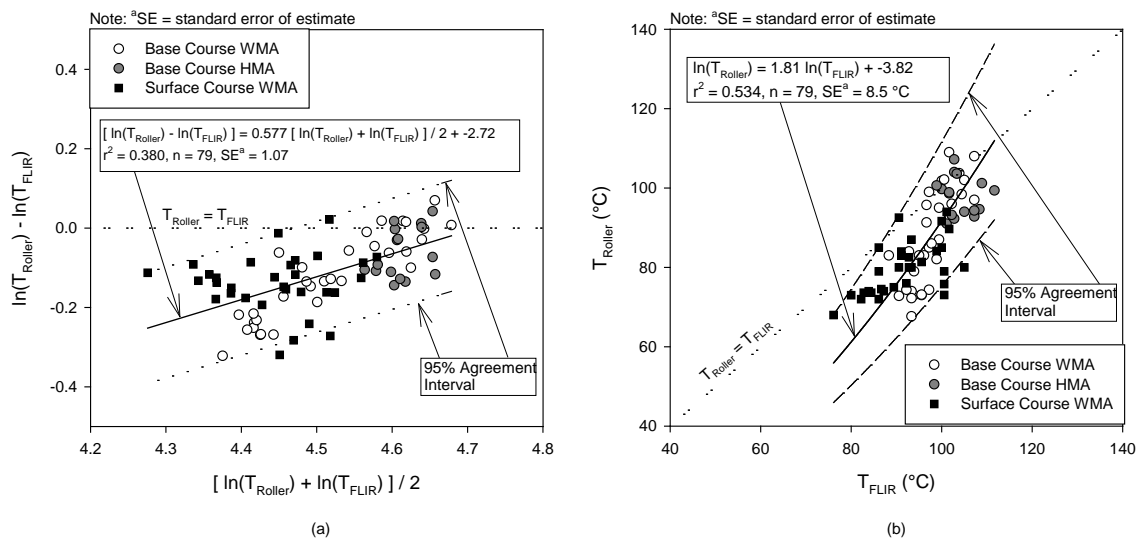 Note: ᵃSE = standard error of estimate
Base Course WMA
Base Course HMA
Surface Course WMA
[ ln(T_Roller) - ln(T_FLIR) ] = 0.577 [ ln(T_Roller) + ln(T_FLIR) ] / 2 + -2.72
r² = 0.380, n = 79, SEᵃ = 1.07
T_Roller = T_FLIR
95% Agreement
Interval
ln(T_Roller) - ln(T_FLIR)
0.4
0.2
0.0
-0.2
-0.4
4.2 4.3 4.4 4.5 4.6 4.7 4.8
[ ln(T_Roller) + ln(T_FLIR) ] / 2
(a)
Note: ᵃSE = standard error of estimate
ln(T_Roller) = 1.81 ln(T_FLIR) + -3.82
r² = 0.534, n = 79, SEᵃ = 8.5 °C
95% Agreement
Interval
T_Roller = T_FLIR
Base Course WMA
Base Course HMA
Surface Course WMA
T_Roller (°C)
140
120
100
80
60
40
40 60 80 100 120 140
T_FLIR (°C)
(b)